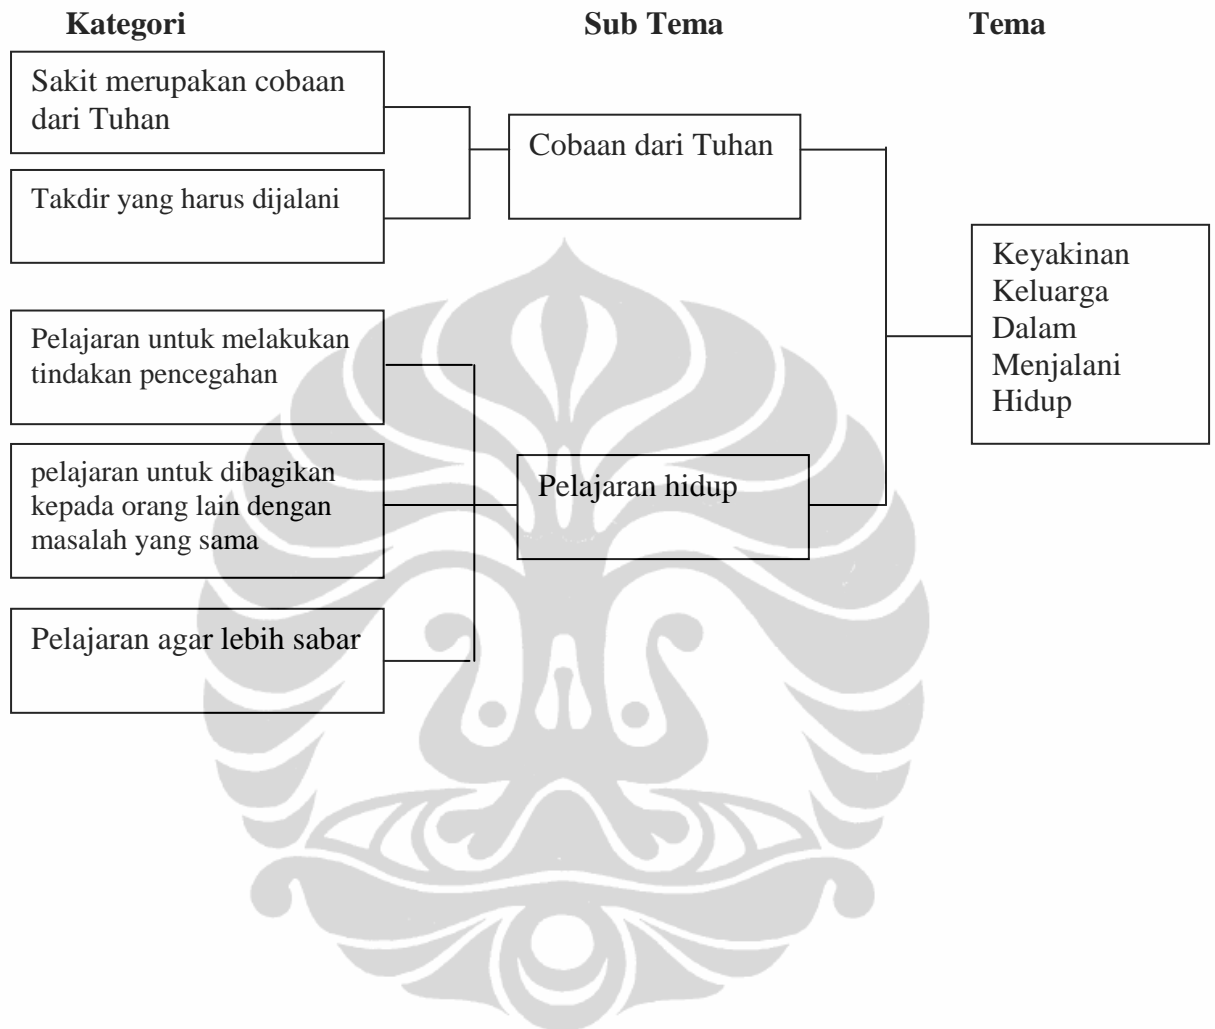 Kategori
Sub Tema
Tema
Sakit merupakan cobaan
dari Tuhan
Takdir yang harus dijalani
Pelajaran untuk melakukan
tindakan pencegahan
pelajaran untuk dibagikan
kepada orang lain dengan
masalah yang sama
Pelajaran agar lebih sabar
Cobaan dari Tuhan
Pelajaran hidup
Keyakinan
Keluarga
Dalam
Menjalani
Hidup